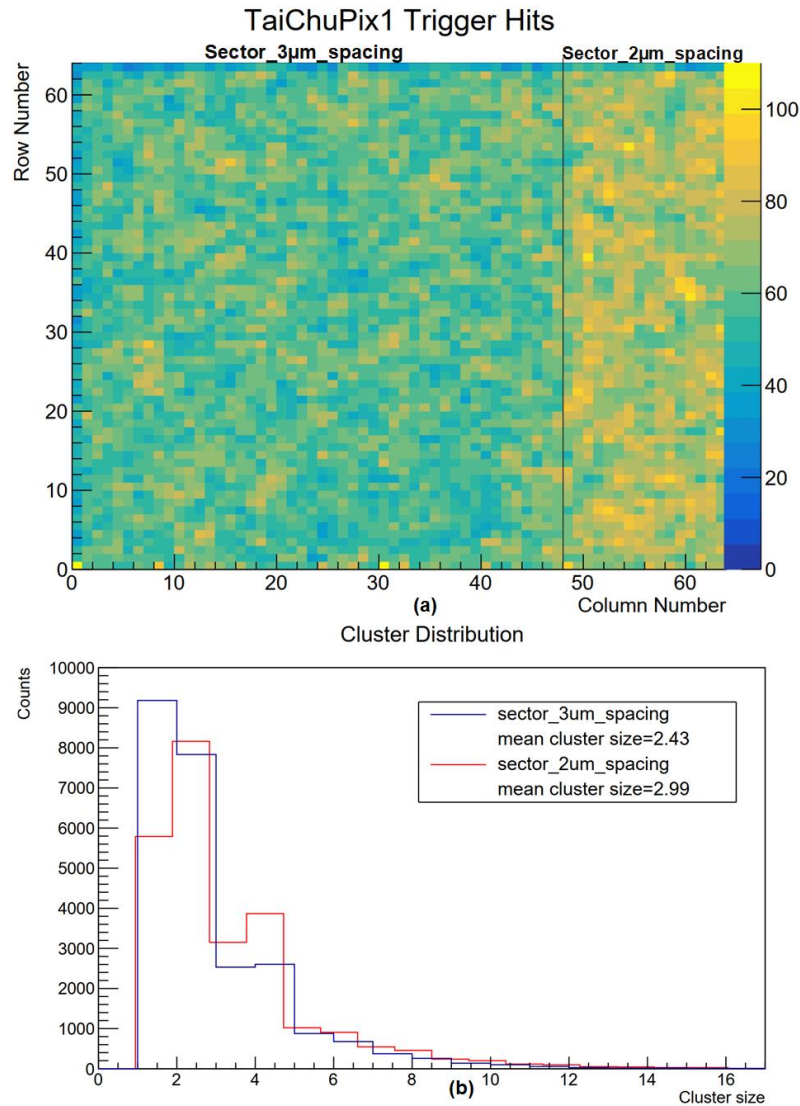 TaiChuPix1 Trigger Hits
Sector_3μm_spacing
Sector_2μm_spacing
Row Number
60
50
40
30
20
10
0
0 10 20 30 40 50 60
100
80
60
40
20
0
(a)
Column Number
Cluster Distribution
Counts
10000
9000
8000
7000
6000
5000
4000
3000
2000
1000
0
sector_3um_spacing
mean cluster size=2.43
sector_2um_spacing
mean cluster size=2.99
0 2 4 6 8 10 12 14 16
(b)
Cluster size